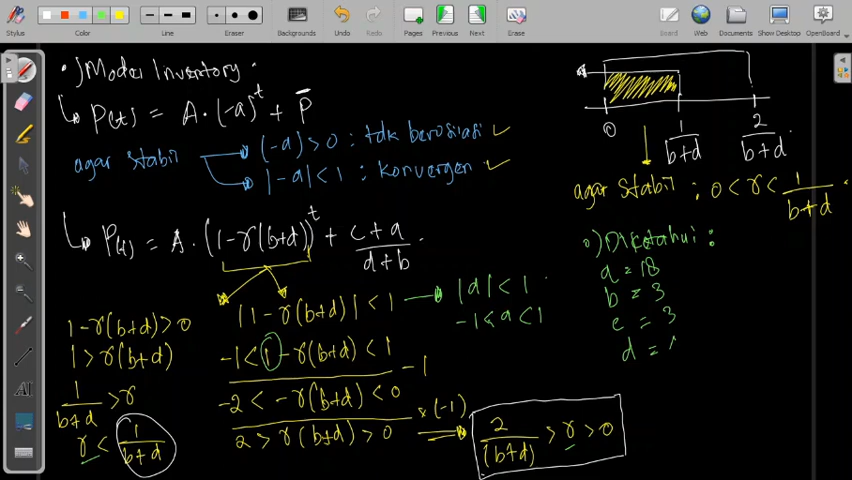 Style
Color
Line
Eraser
Backgrounds
Undo
Pages
Previous
Next
Erase
Board
Web
Documents
Show Desktop
OpenBoard
•) Model Inventory.
↳ P(t) = A.(-a)^t + P̄
agar stabil → (-a) > 0 : tdk berosilasi ✓
→ |-a| < 1 : konvergen ✓
↳ P(t) = A.(1-r(b+d))^t + (c+a)/(d+b).
1-r(b+d) > 0
1 > r(b+d)
1/(b+d) > r
r < 1/(b+d)
|1-r(b+d)| < 1 → |a| < 1
-1 < a < 1
-1 < 1-r(b+d) < 1 -1
-2 < -r(b+d) < 0
×(-1)
2 > r(b+d) > 0 ⇒ 2/(b+d) > r > 0
0 1/(b+d) 2/(b+d)
agar stabil : 0 < r < 1/(b+d)
o) Diketahui :
a = 18
b = 3
c = 3
d =